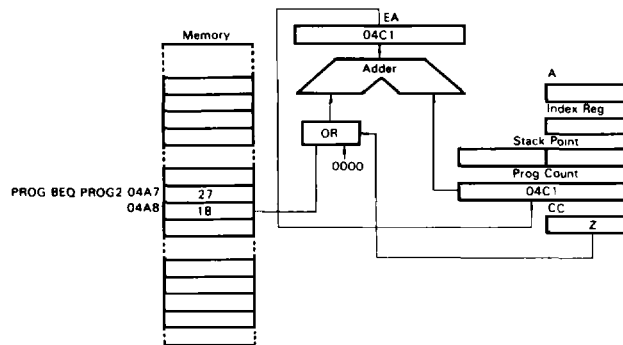 EA
Memory
04C1
Adder
A
Index Reg
OR
Stack Point
0000
Prog Count
PROG BEQ PROG2 04A7
27
04C1
04A8
18
CC
Z